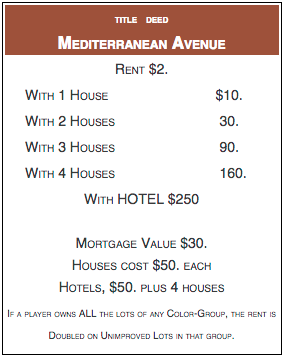 TITLE DEED
MEDITERRANEAN AVENUE
RENT $2.
WITH 1 HOUSE $10.
WITH 2 HOUSES 30.
WITH 3 HOUSES 90.
WITH 4 HOUSES 160.
WITH HOTEL $250
MORTGAGE VALUE $30.
HOUSES COST $50. EACH
HOTELS, $50. PLUS 4 HOUSES
IF A PLAYER OWNS ALL THE LOTS OF ANY COLOR-GROUP, THE RENT IS
DOUBLED ON UNIMPROVED LOTS IN THAT GROUP.